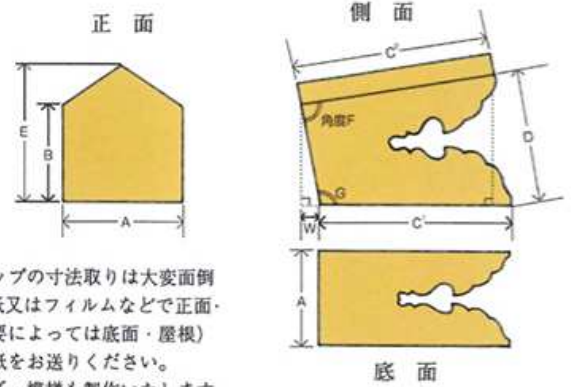 正面
側面
E
B
A
C²
角度F
D
G
W
C¹
A
ップの寸法取りは大変面倒
紙又はフィルムなどで正面・
要によっては底面・屋根)
紙をお送りください。
底面